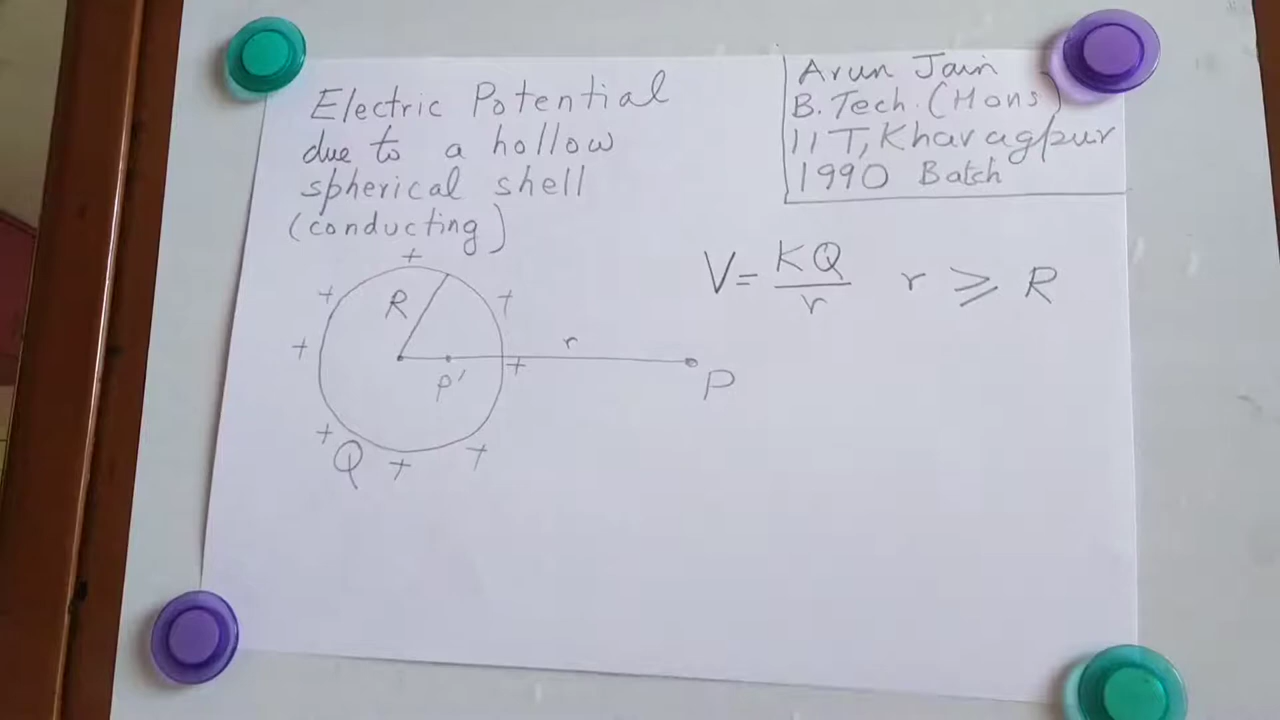 Electric Potential
due to a hollow
spherical shell
(conducting)
Arun Jain
B. Tech. (Hons)
IIT, Kharagpur
1990 Batch
V = KQ/r r ⩾ R
+
+
R
+
+
r
+
P'
P
+
Q
+
+